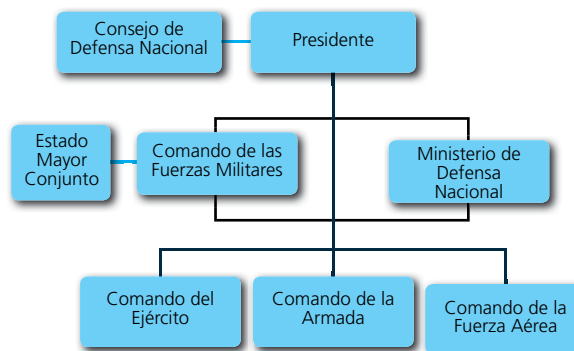 Consejo de
Defensa Nacional
Presidente
Estado
Mayor
Conjunto
Comando de las
Fuerzas Militares
Ministerio de
Defensa
Nacional
Comando del
Ejército
Comando de la
Armada
Comando de la
Fuerza Aérea